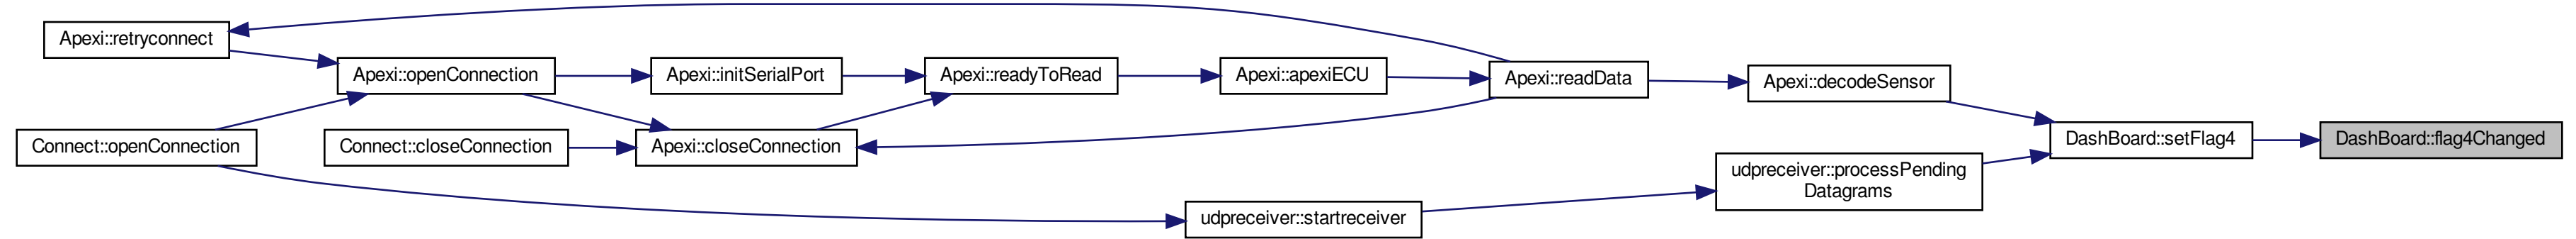 Apexi::retryconnect
Apexi::openConnection
Apexi::initSerialPort
Apexi::readyToRead
Apexi::apexiECU
Apexi::readData
Apexi::decodeSensor
Connect::openConnection
Connect::closeConnection
Apexi::closeConnection
DashBoard::setFlag4
DashBoard::flag4Changed
udpreceiver::processPending
Datagrams
udpreceiver::startreceiver